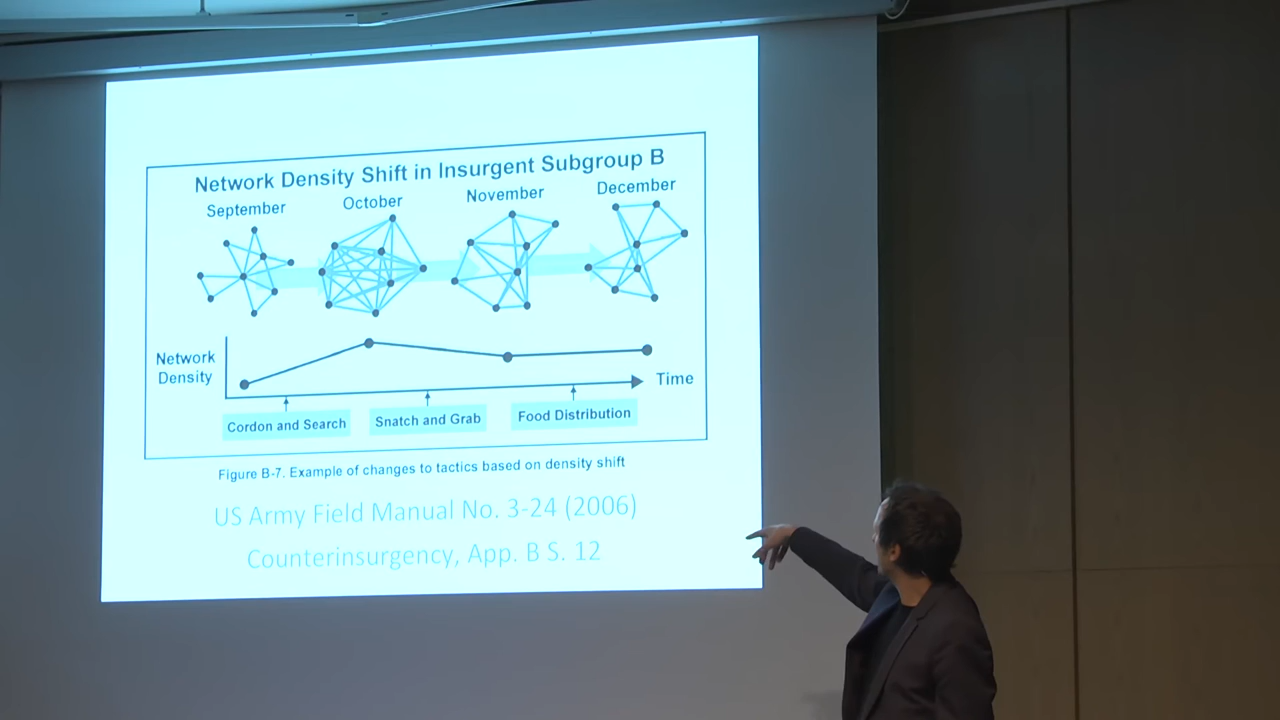 Network Density Shift in Insurgent Subgroup B
September
October
November
December
Network
Density
Time
Cordon and Search
Snatch and Grab
Food Distribution
Figure B-7. Example of changes to tactics based on density shift
US Army Field Manual No. 3-24 (2006)
Counterinsurgency, App. B S. 12